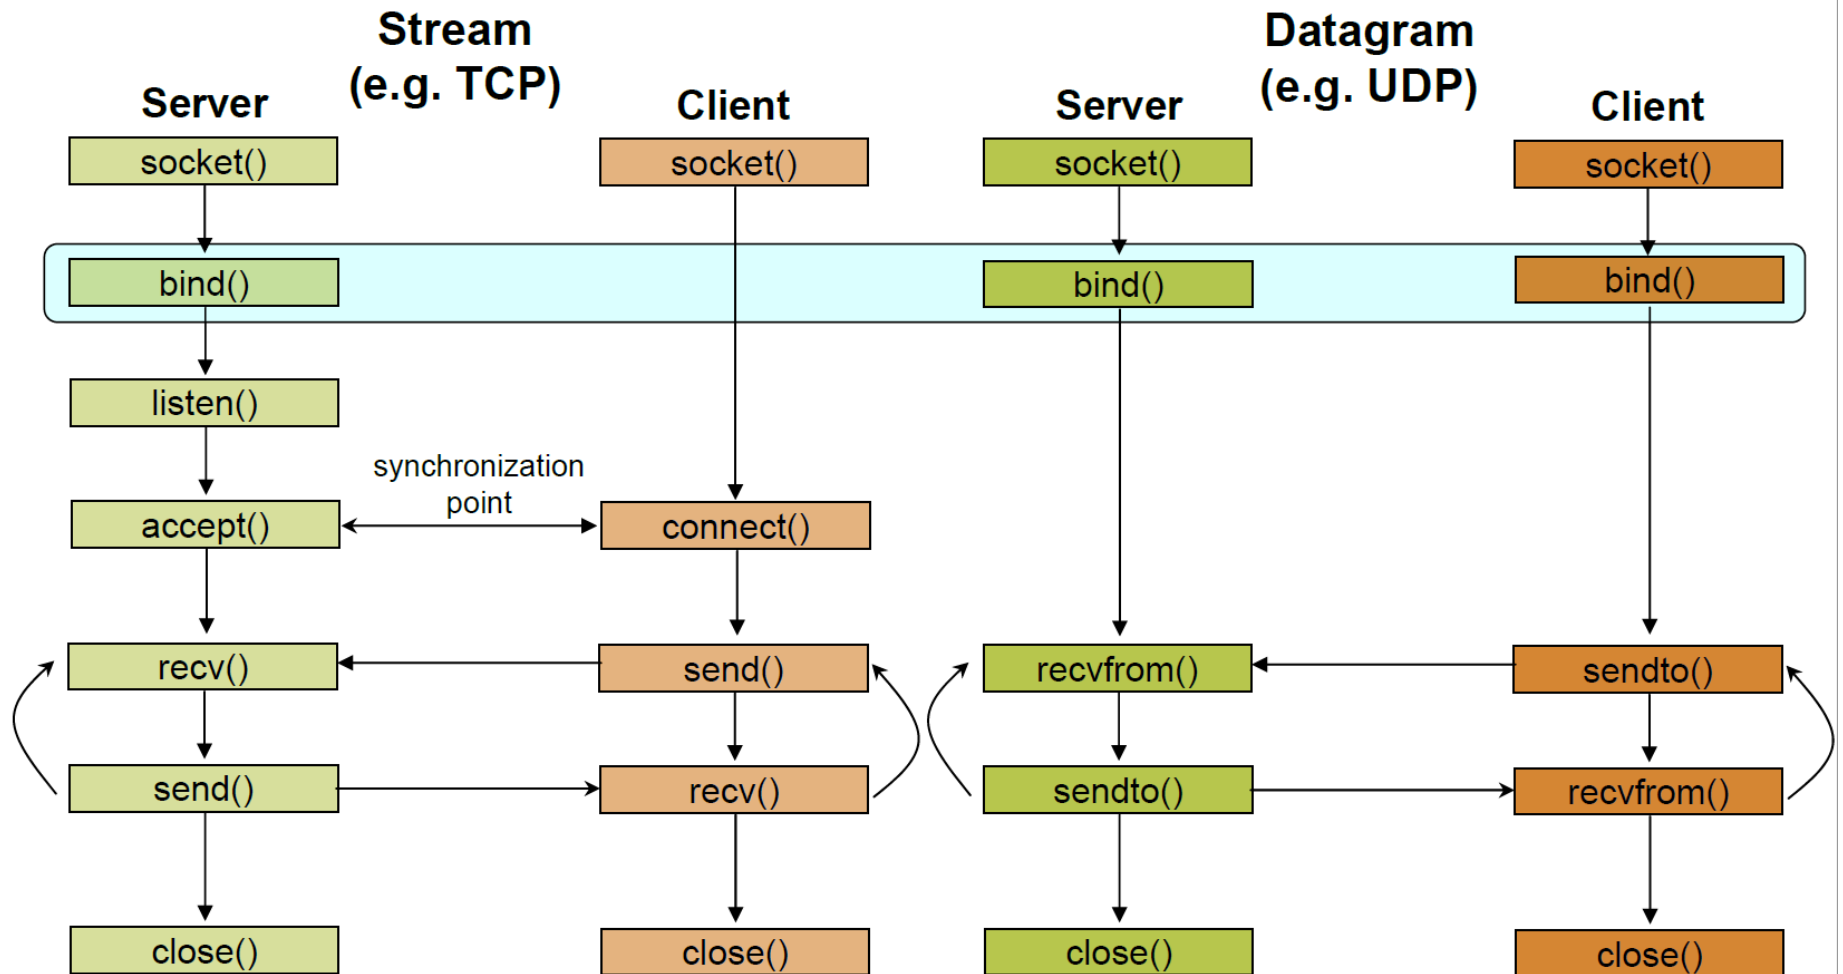 Stream
(e.g. TCP)
Datagram
(e.g. UDP)
Server
Client
Server
Client
socket()
socket()
socket()
socket()
bind()
bind()
bind()
listen()
synchronization
point
accept()
connect()
recv()
send()
recvfrom()
sendto()
send()
recv()
sendto()
recvfrom()
close()
close()
close()
close()